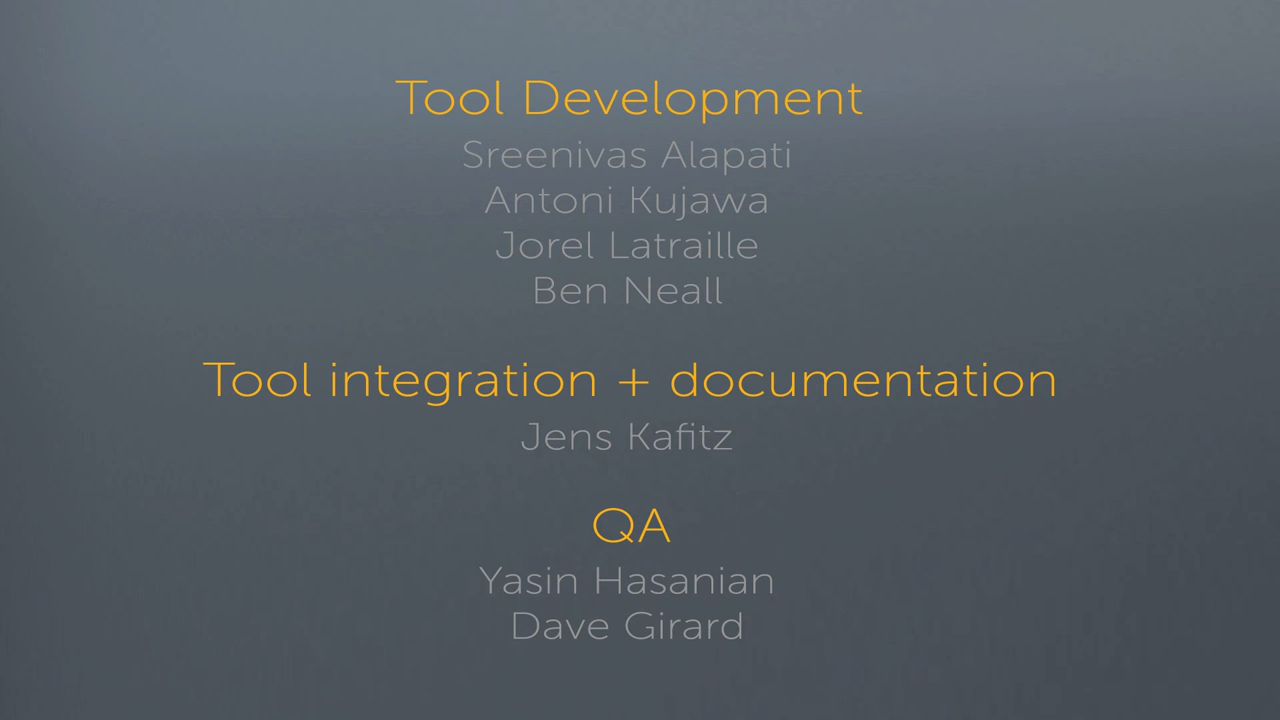 Tool Development
Sreenivas Alapati
Antoni Kujawa
Jorel Latraille
Ben Neall
Tool integration + documentation
Jens Kafitz
QA
Yasin Hasanian
Dave Girard